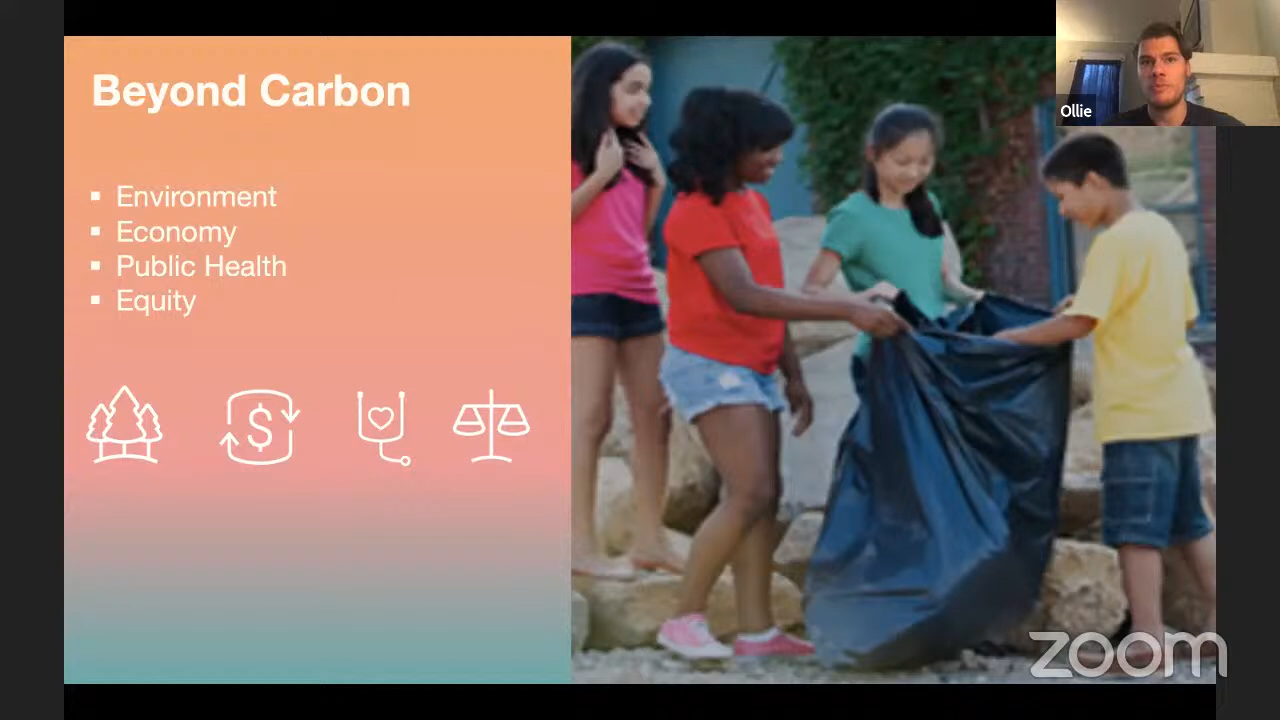 Beyond Carbon
Environment
Economy
Public Health
Equity
$
Ollie
zoom